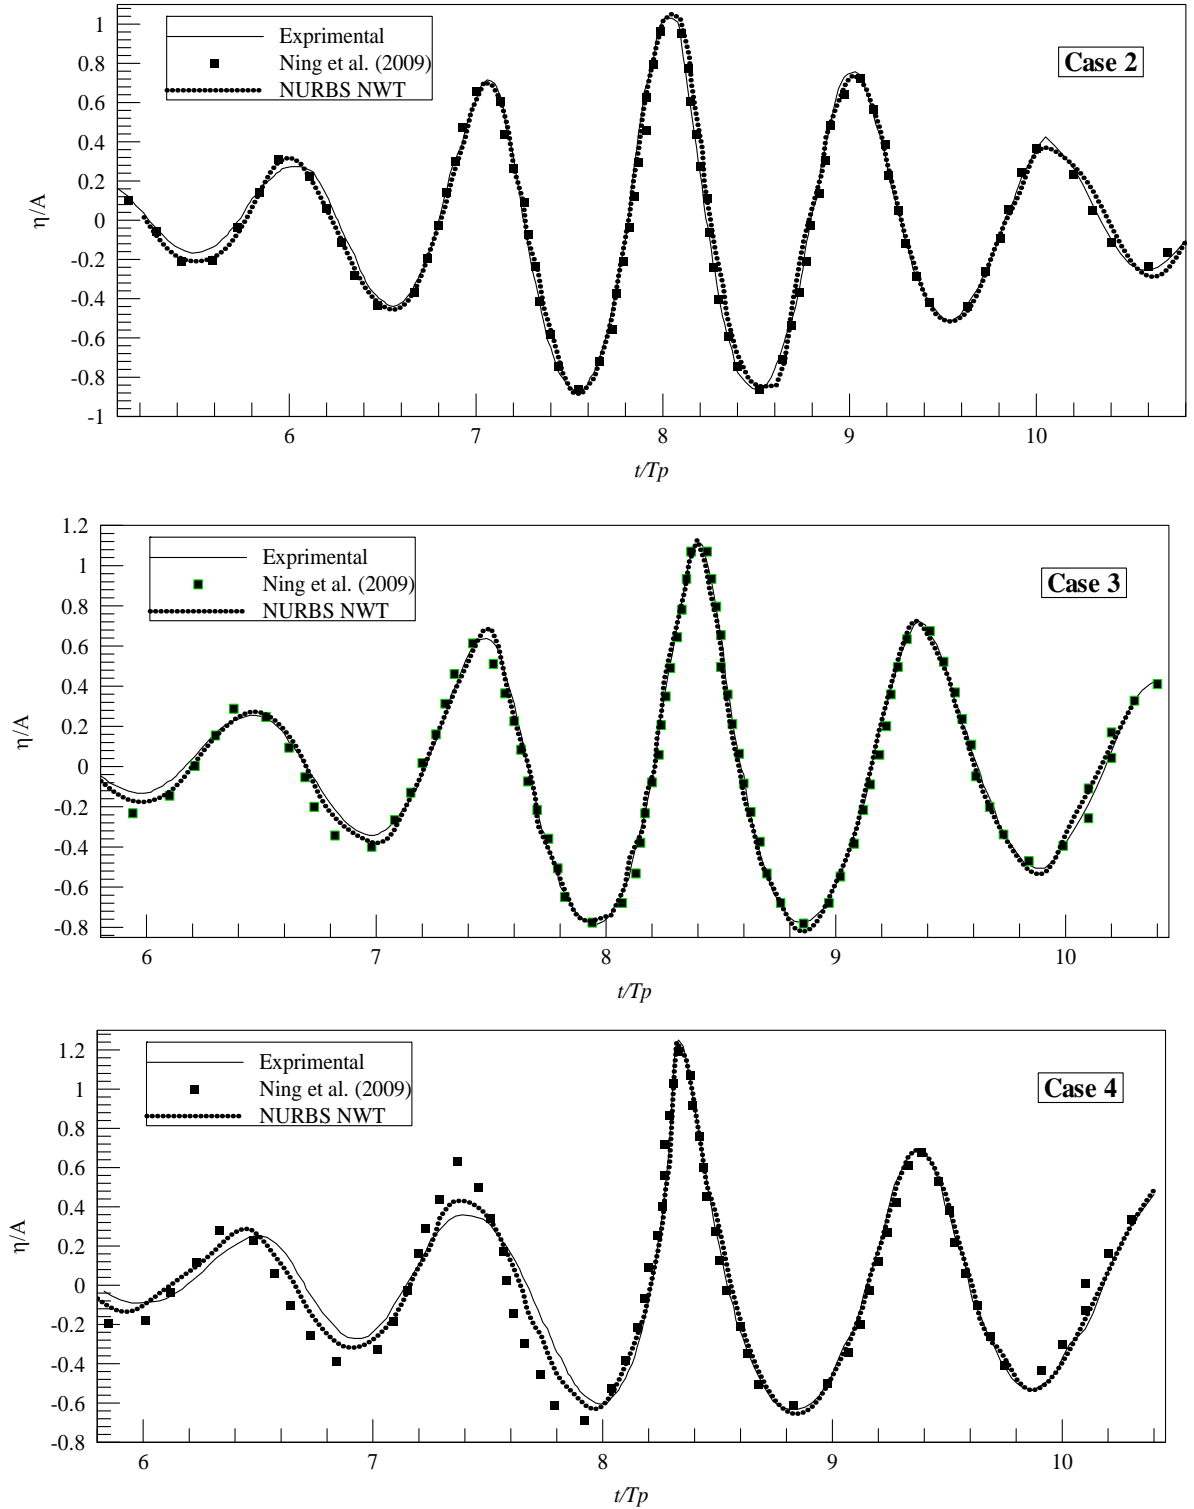 1
0.8
0.6
0.4
0.2
0
-0.2
-0.4
-0.6
-0.8
-1
η/A
Exprimental
Ning et al. (2009)
NURBS NWT
Case 2
6 7 8 9 10
t/Tp
1.2
1
0.8
0.6
0.4
0.2
0
-0.2
-0.4
-0.6
-0.8
η/A
Exprimental
Ning et al. (2009)
NURBS NWT
Case 3
6 7 8 9 10
t/Tp
1.2
1
0.8
0.6
0.4
0.2
0
-0.2
-0.4
-0.6
-0.8
η/A
Exprimental
Ning et al. (2009)
NURBS NWT
Case 4
6 7 8 9 10
t/Tp